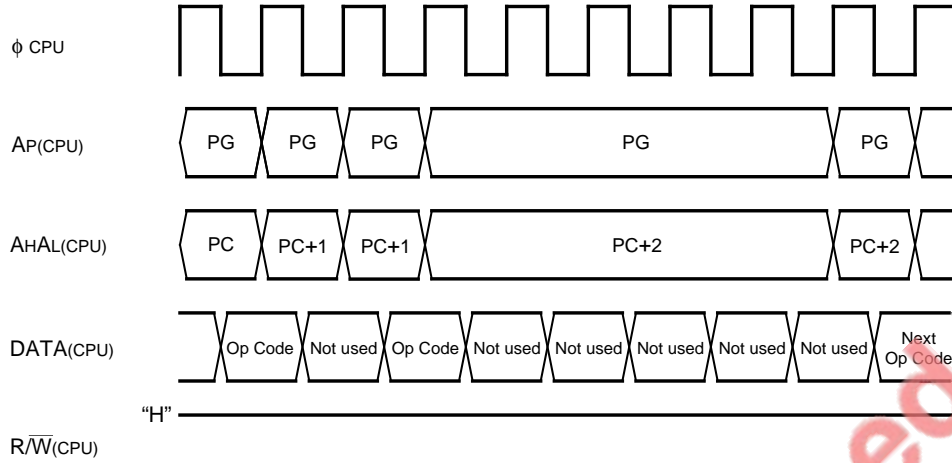 ϕ CPU
AP(CPU)
PG PG PG PG PG
AHAL(CPU)
PC PC+1 PC+1 PC+2 PC+2
DATA(CPU)
Op Code Not used Op Code Not used Not used Not used Not used Not used Next
Op Code
“H”
R/W̅(CPU)
ed